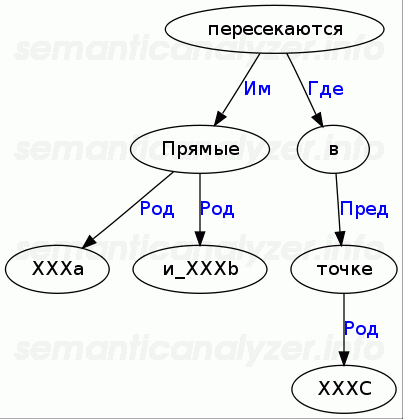 пересекаются
semanticanalyzer.info
Им Где
Прямые в
semanticanalyzer.info
Род Род Пред
XXXa и_XXXb точке
semanticanalyzer.info
Род
semanticanalyzer.info
XXXC